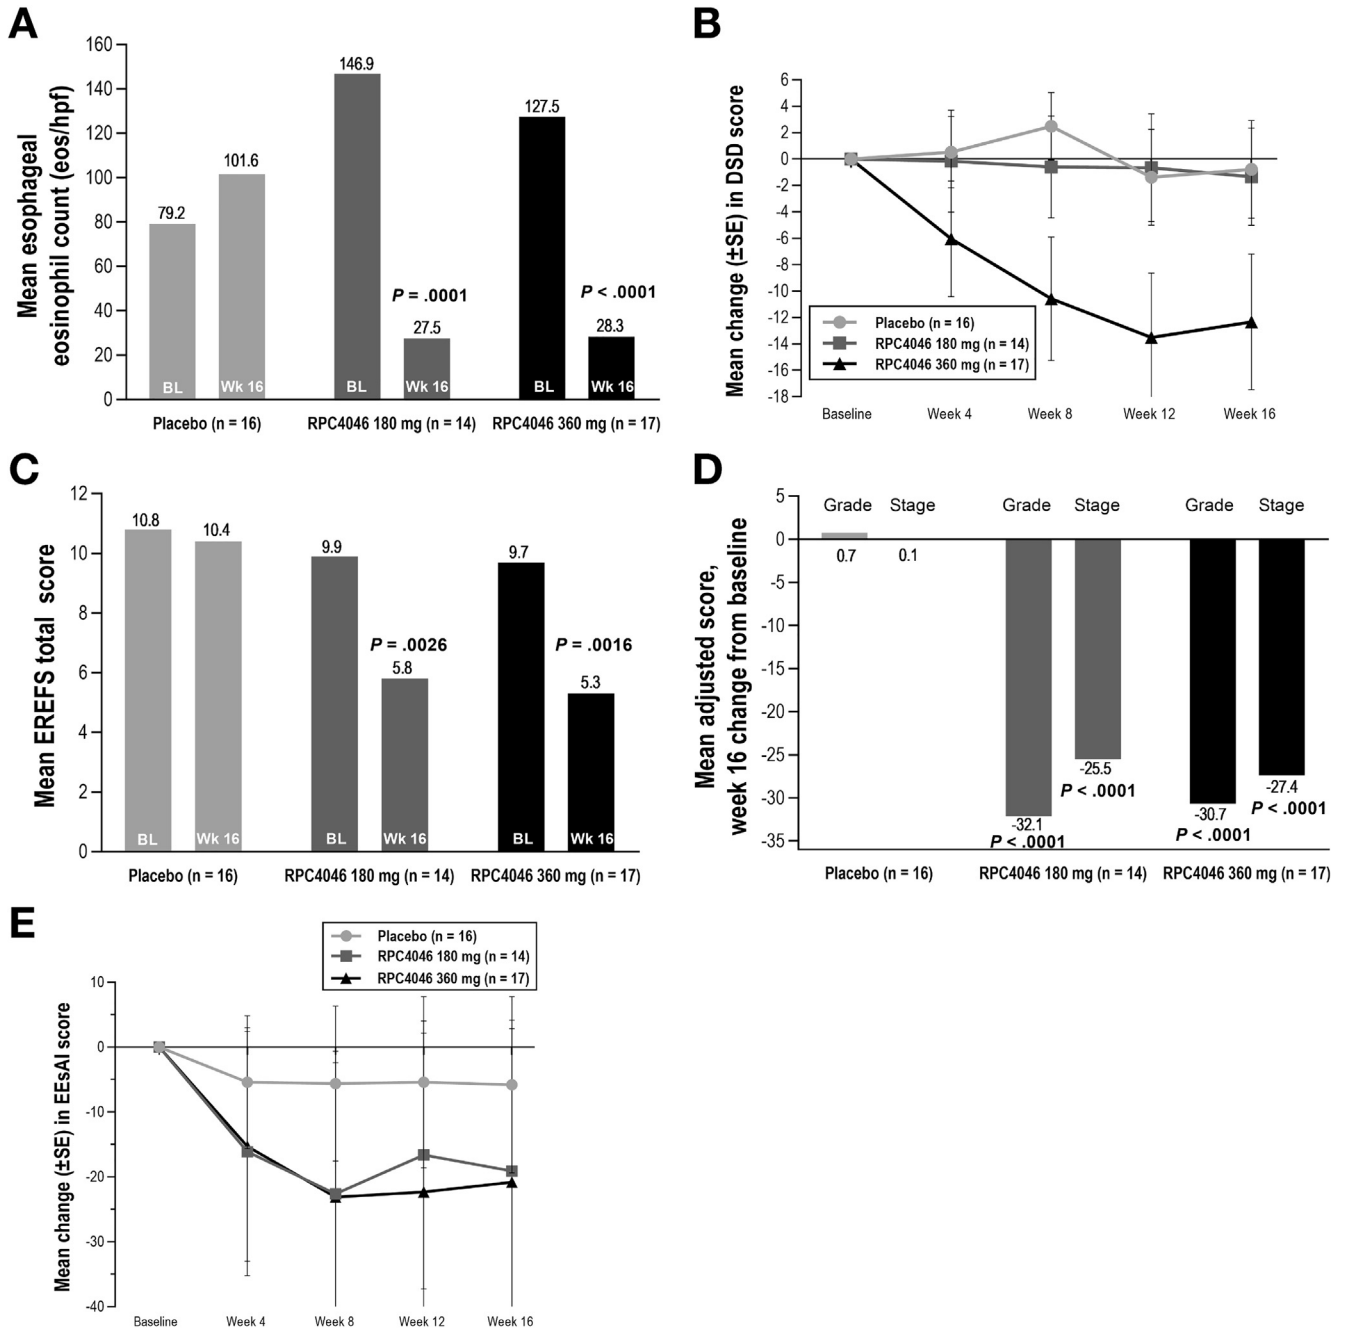 A
Mean esophageal
eosinophil count (eos/hpf)
160
140
120
100
80
60
40
20
0
79.2
101.6
146.9
27.5
127.5
28.3
P = .0001
P < .0001
BL
Wk 16
BL
Wk 16
BL
Wk 16
Placebo (n = 16)
RPC4046 180 mg (n = 14)
RPC4046 360 mg (n = 17)
B
Mean change (±SE) in DSD score
6
4
2
0
-2
-4
-6
-8
-10
-12
-14
-16
-18
Placebo (n = 16)
RPC4046 180 mg (n = 14)
RPC4046 360 mg (n = 17)
Baseline
Week 4
Week 8
Week 12
Week 16
C
Mean EREFS total score
12
10
8
6
4
2
0
10.8
10.4
9.9
5.8
9.7
5.3
P = .0026
P = .0016
BL
Wk 16
BL
Wk 16
BL
Wk 16
Placebo (n = 16)
RPC4046 180 mg (n = 14)
RPC4046 360 mg (n = 17)
D
Mean adjusted score,
week 16 change from baseline
5
0
-5
-10
-15
-20
-25
-30
-35
Grade
Stage
Grade
Stage
Grade
Stage
0.7
0.1
-32.1
P < .0001
-25.5
P < .0001
-30.7
P < .0001
-27.4
P < .0001
Placebo (n = 16)
RPC4046 180 mg (n = 14)
RPC4046 360 mg (n = 17)
E
Mean change (±SE) in EEsAI score
Placebo (n = 16)
RPC4046 180 mg (n = 14)
RPC4046 360 mg (n = 17)
10
0
-10
-20
-30
-40
Baseline
Week 4
Week 8
Week 12
Week 16